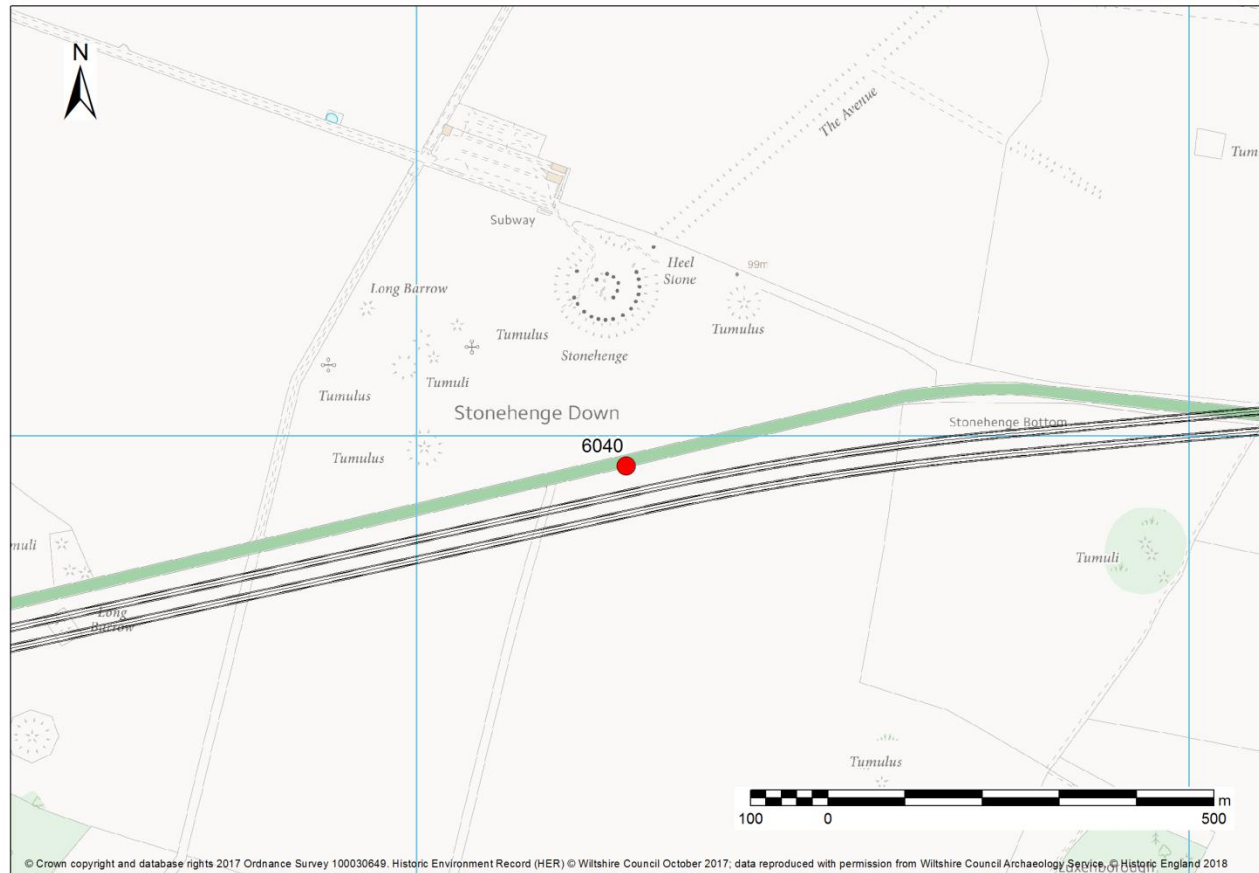 N
The Avenue
Tum
Subway
Heel
Stone
99m
Long Barrow
Tumulus
Tumulus
Stonehenge
Tumulus
Tumuli
Stonehenge Down
Stonehenge Bottom
6040
Tumulus
muli
Tumuli
Long
Barrow
Tumulus
100 0 500 m
© Crown copyright and database rights 2017 Ordnance Survey 100030649. Historic Environment Record (HER) © Wiltshire Council October 2017; data reproduced with permission from Wiltshire Council Archaeology Service, © Historic England 2018